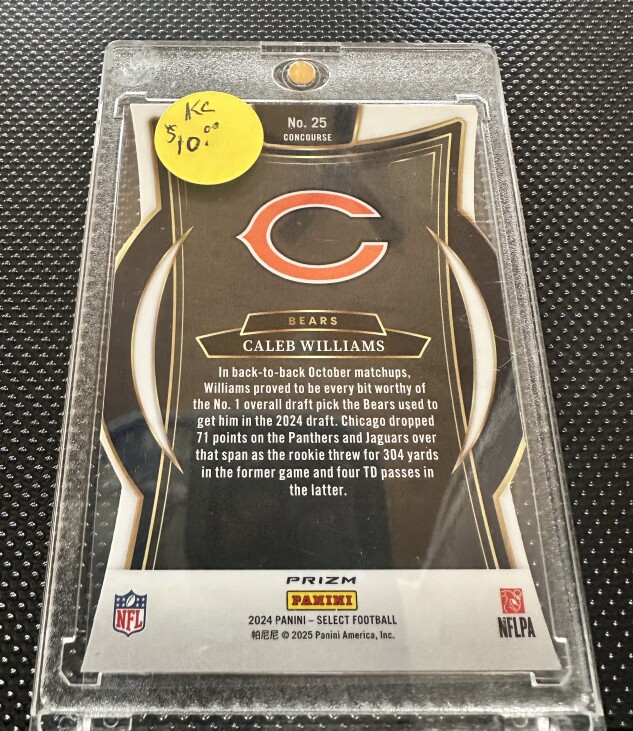 KC
$10.00
No. 25
CONCOURSE
BEARS
CALEB WILLIAMS
In back-to-back October matchups,
Williams proved to be every bit worthy of
the No. 1 overall draft pick the Bears used to
get him in the 2024 draft. Chicago dropped
71 points on the Panthers and Jaguars over
that span as the rookie threw for 304 yards
in the former game and four TD passes in
the latter.
PRIZM
PANINI
NFL
2024 PANINI – SELECT FOOTBALL
帕尼尼 © 2025 Panini America, Inc.
NFLPA